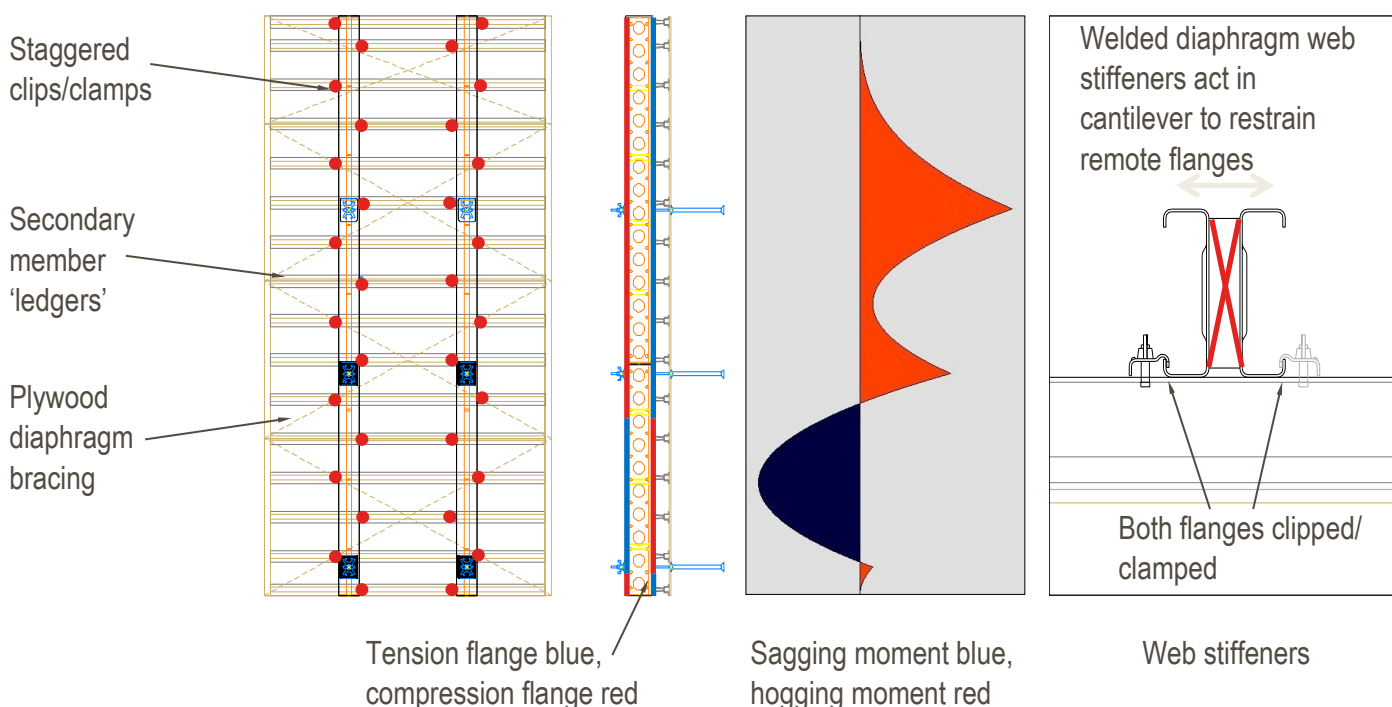 Staggered
clips/clamps
Secondary
member
‘ledgers’
Plywood
diaphragm
bracing
Tension flange blue,
compression flange red
Sagging moment blue,
hogging moment red
Welded diaphragm web
stiffeners act in
cantilever to restrain
remote flanges
Both flanges clipped/
clamped
Web stiffeners